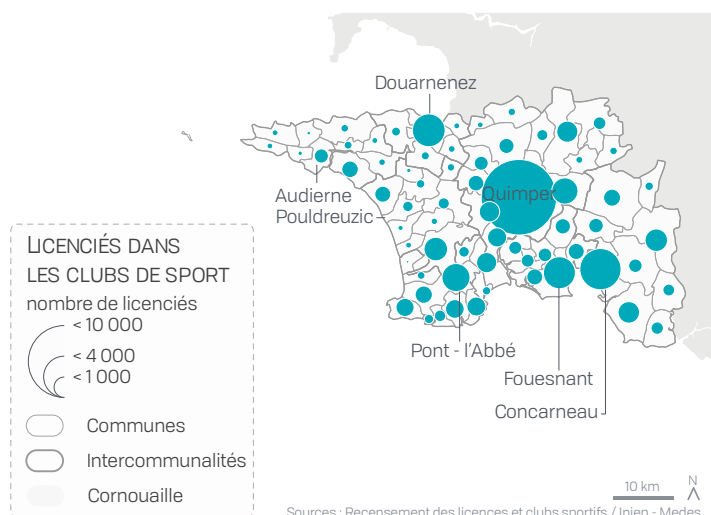 Douarnenez
Quimper
Audierne
Pouldreuzic
LICENCIÉS DANS
LES CLUBS DE SPORT
nombre de licenciés
< 10 000
< 4 000
< 1 000
Communes
Intercommunalités
Cornouaille
Pont - l'Abbé
Fouesnant
Concarneau
10 km
N
Sources : Recensement des licences et clubs sportifs / Injep - Medes